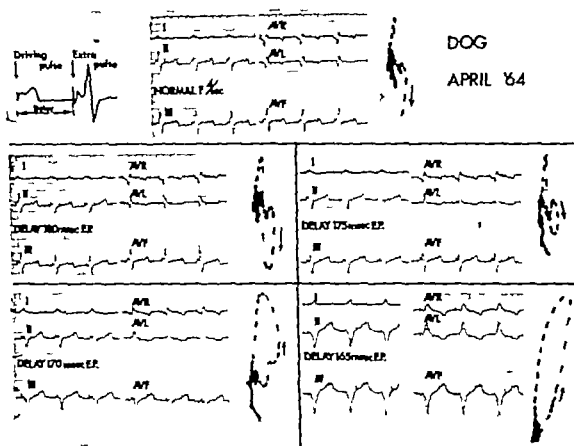 Driving pulse
Extra pulse
I
AVR
II
AVL
NORMAL
III
AVF
DOG
APRIL '64
I
AVR
II
AVL
DELAY 180 msec E.P.
III
AVF
I
AVR
II
AVL
DELAY 175 msec E.P.
III
AVF
I
AVR
II
AVL
DELAY 170 msec E.P.
III
AVF
I
AVR
II
AVL
DELAY 165 msec E.P.
III
AVF